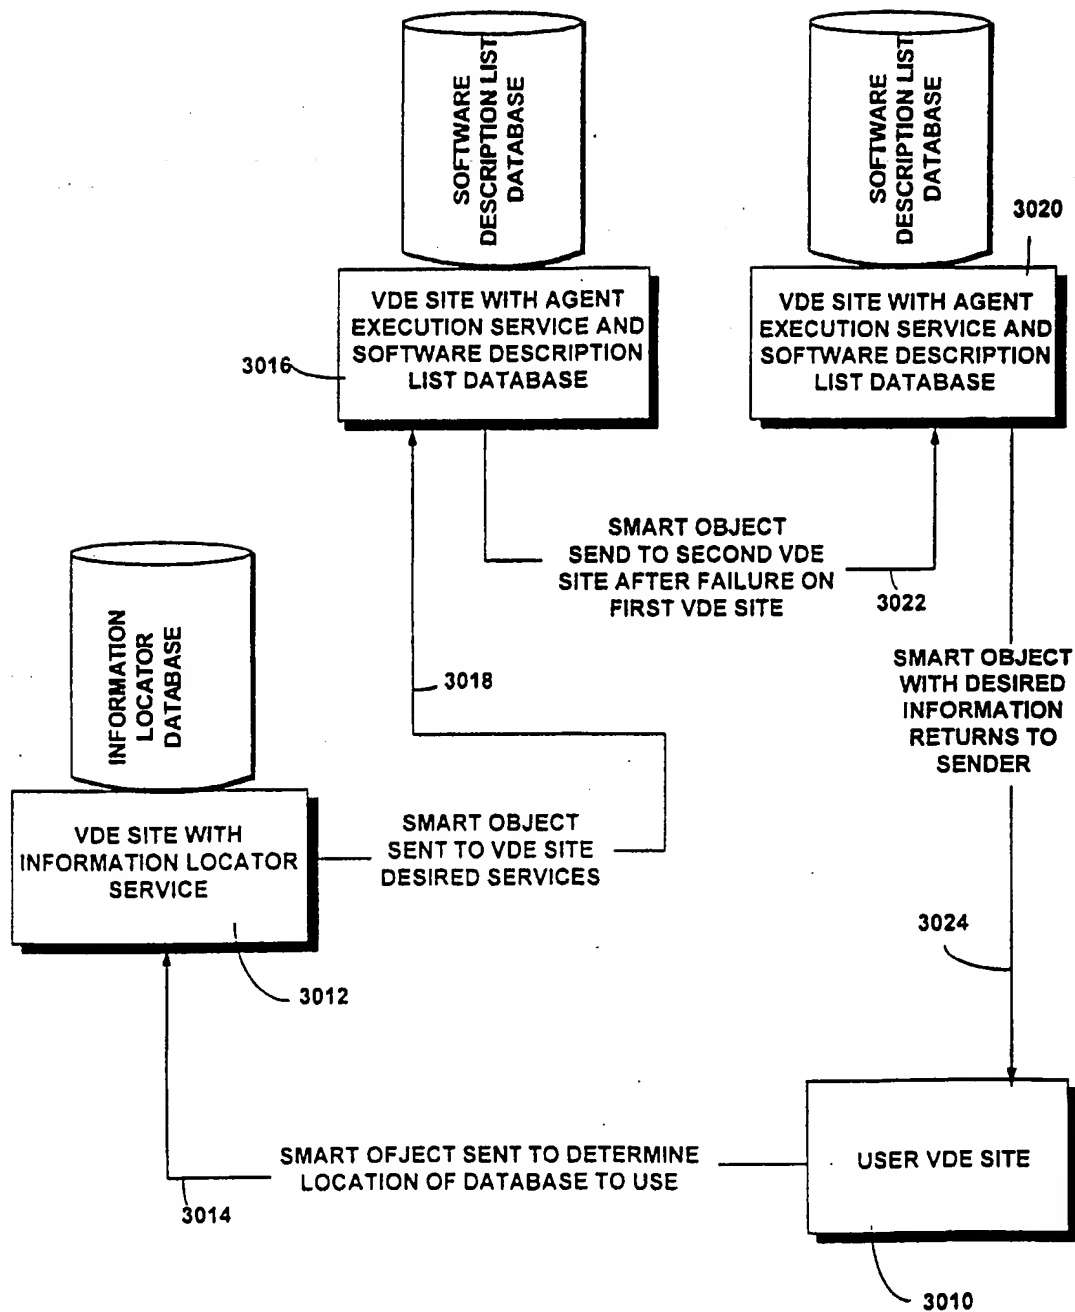 SOFTWARE
DESCRIPTION LIST
DATABASE
SOFTWARE
DESCRIPTION LIST
DATABASE
3020
VDE SITE WITH AGENT
EXECUTION SERVICE AND
SOFTWARE DESCRIPTION
LIST DATABASE
3016
VDE SITE WITH AGENT
EXECUTION SERVICE AND
SOFTWARE DESCRIPTION
LIST DATABASE
SMART OBJECT
SEND TO SECOND VDE
SITE AFTER FAILURE ON
FIRST VDE SITE
3022
INFORMATION
LOCATOR
DATABASE
3018
SMART OBJECT
WITH DESIRED
INFORMATION
RETURNS TO
SENDER
VDE SITE WITH
INFORMATION LOCATOR
SERVICE
SMART OBJECT
SENT TO VDE SITE
DESIRED SERVICES
3012
3024
SMART OFJECT SENT TO DETERMINE
LOCATION OF DATABASE TO USE
3014
USER VDE SITE
3010